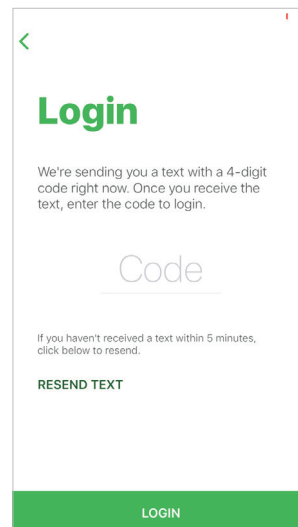 Login
We're sending you a text with a 4-digit
code right now. Once you receive the
text, enter the code to login.
Code
If you haven't received a text within 5 minutes,
click below to resend.
RESEND TEXT
LOGIN